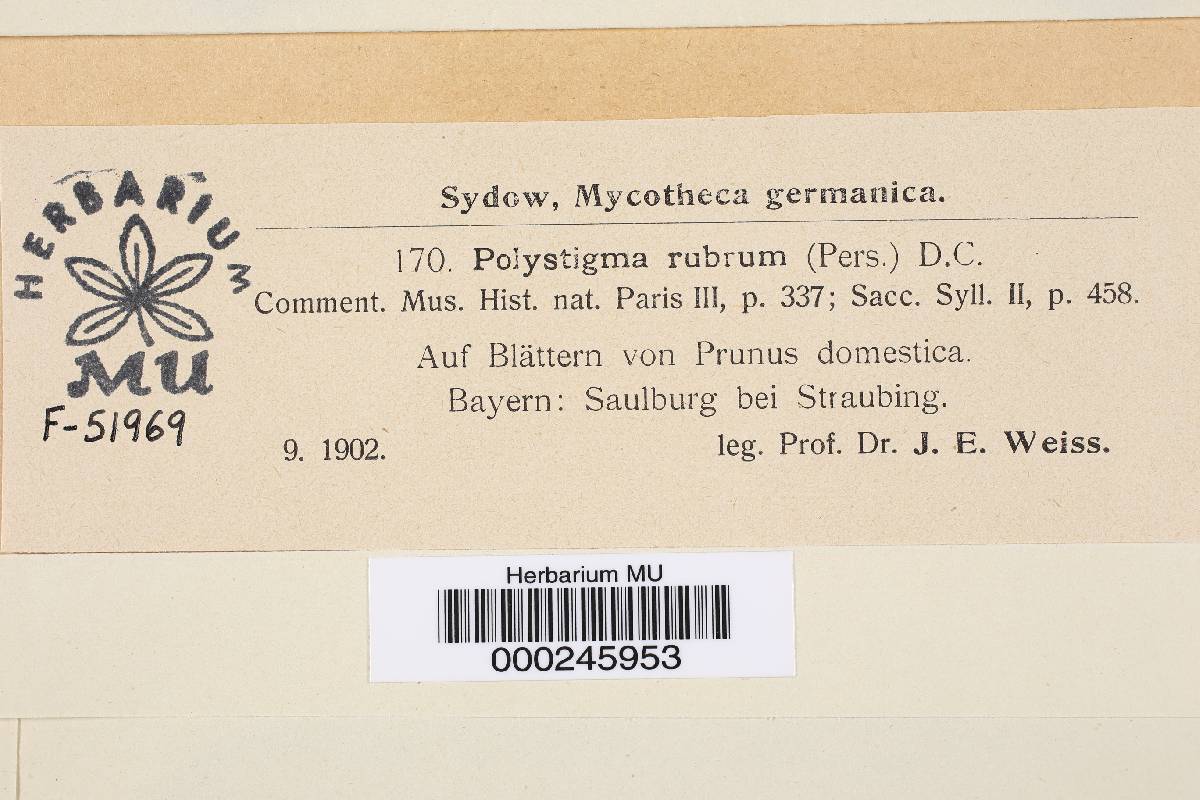 Sydow, Mycotheca germanica.
170. Polystigma rubrum (Pers.) D.C.
Comment. Mus. Hist. nat. Paris III, p. 337; Sacc. Syll. II, p. 458.
Auf Blättern von Prunus domestica.
Bayern: Saulburg bei Straubing.
9. 1902. leg. Prof. Dr. J. E. Weiss.
HERBARIUM
MU
F-51969
Herbarium MU
000245953